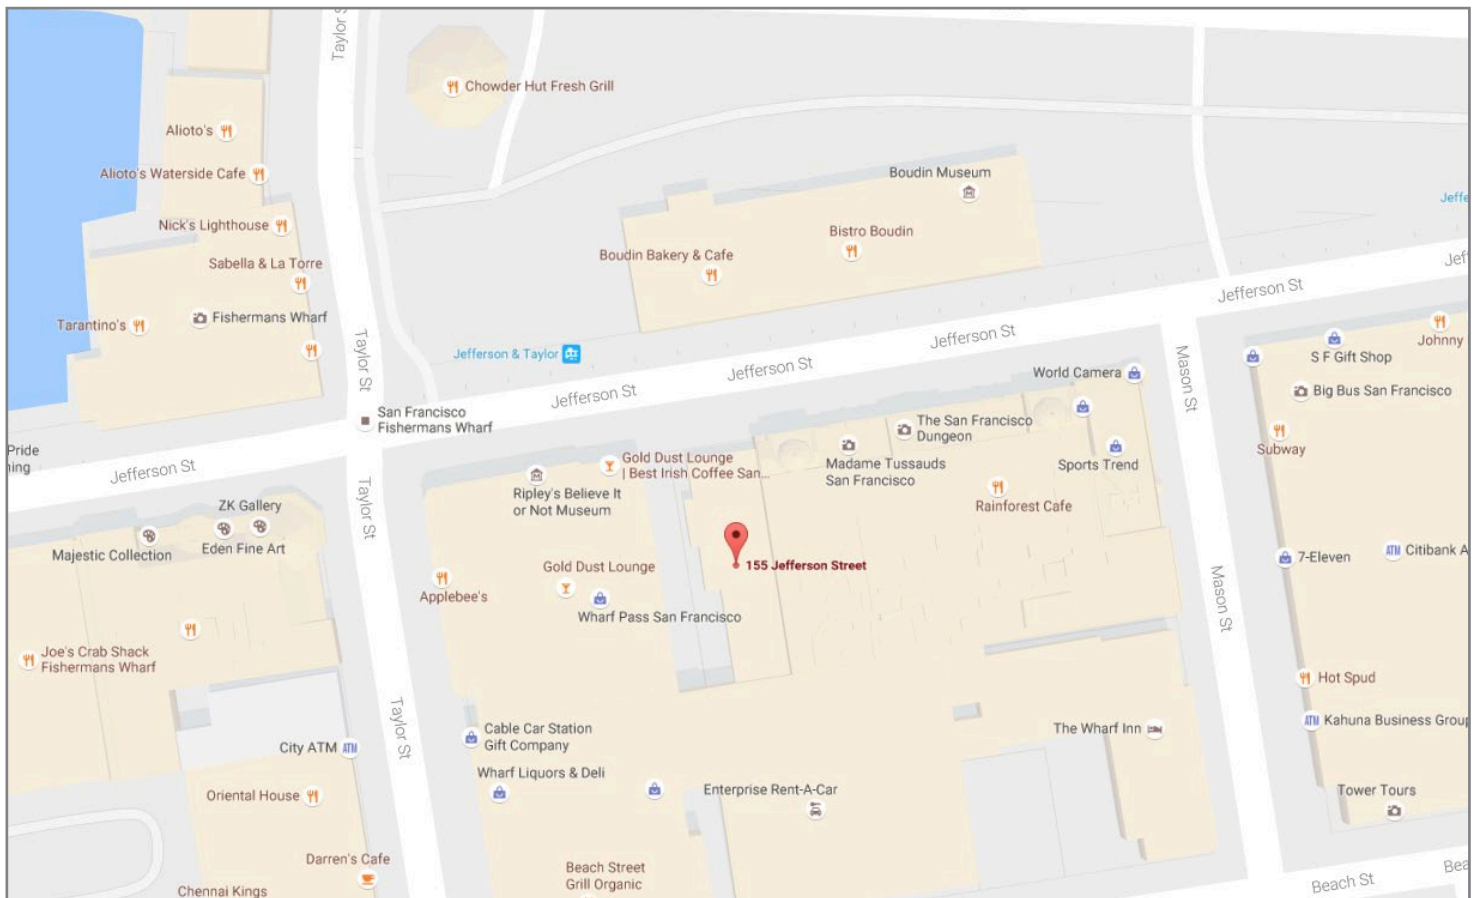 Taylor St
Chowder Hut Fresh Grill
Alioto's
Alioto's Waterside Cafe
Boudin Museum
Nick's Lighthouse
Bistro Boudin
Boudin Bakery & Cafe
Sabella & La Torre
Fishermans Wharf
Tarantino's
Jefferson St
Taylor St
Jefferson & Taylor
Jefferson St
Jefferson St
Jefferson St
Mason St
S F Gift Shop
Johnny
World Camera
Big Bus San Francisco
San Francisco
Fishermans Wharf
The San Francisco
Dungeon
Subway
Pride
Jefferson St
Taylor St
Gold Dust Lounge
| Best Irish Coffee San...
Madame Tussauds
San Francisco
Sports Trend
Ripley's Believe It
or Not Museum
Rainforest Cafe
ZK Gallery
Majestic Collection
Eden Fine Art
7-Eleven
ATM
Citibank A
Gold Dust Lounge
155 Jefferson Street
Applebee's
Wharf Pass San Francisco
Mason St
Joe's Crab Shack
Fishermans Wharf
Hot Spud
Taylor St
Cable Car Station
Gift Company
The Wharf Inn
ATM
Kahuna Business Group
City ATM
ATM
Wharf Liquors & Deli
Enterprise Rent-A-Car
Tower Tours
Oriental House
Darren's Cafe
Beach Street
Grill Organic
Chennai Kings
Beach St